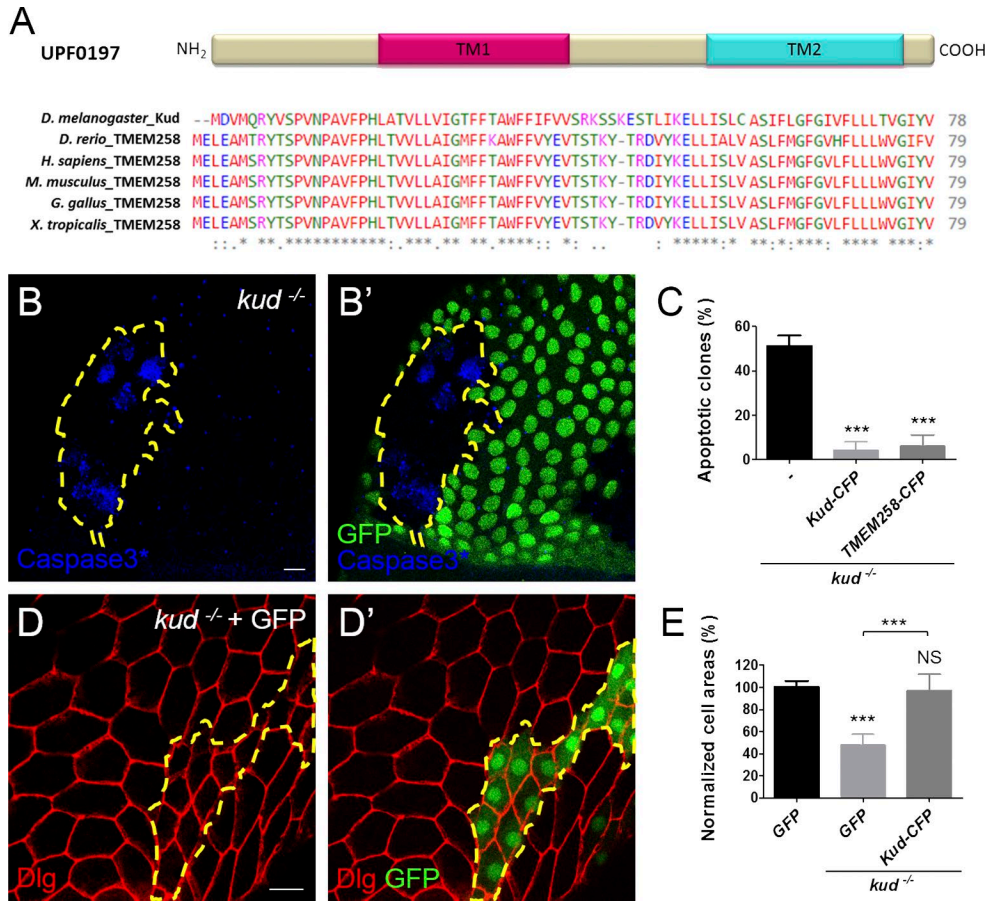 A
UPF0197
NH2 TM1 TM2 COOH
D. melanogaster_Kud --MDVMQRYVSPVNPAVFPHLATVLLVIGTFFTAWFFIFVVSRKSSKESTLIKELLISLCASIFLGFGIVFLLLTVGIYV 78
D. rerio_TMEM258 MELEAMTRYTSPVNPAVFPHLTVVLLAIGMFFKAWFFVYEVTSTKY-TRDVYKELLIALVASLFMGFGVHFLLLWVGIFV 79
H. sapiens_TMEM258 MELEAMSRYTSPVNPAVFPHLTVVLLAIGMFFTAWFFVYEVTSTKY-TRDIYKELLISLVASLFMGFGVLFLLLWVGIYV 79
M. musculus_TMEM258 MELEAMSRYTSPVNPAVFPHLTVVLLAIGMFFTAWFFVYEVTSTKY-TRDIYKELLISLVASLFMGFGVLFLLLWVGIYV 79
G. gallus_TMEM258 MELEAMSRYTSPVNPAVFPHLTVVLLAIGMFFTAWFFVYEVTSTKY-TRDIYKELLISLVASLFMGFGVLFLLLWVGIYV 79
X. tropicalis_TMEM258 MELEAMSRYTSPVNPAVFPHLTVVLLAIGMFFTAWFFVYEVTSTKY-TRDVYKELLISLVASLFMGFGVLFLLLWVGIYV 79
::.* **.************:.***.** **.****:: *: .. : *****:* **:*:***: **** ***:*
B kud -/-
Caspase3*
B'
GFP
Caspase3*
C
Apoptotic clones (%)
60
40
20
0
*** ***
- Kud-CFP TMEM258-CFP
kud -/-
D kud -/- + GFP
Dlg
D'
Dlg GFP
E
Normalized cell areas (%)
120
100
80
60
40
20
0
***
*** NS
GFP GFP Kud-CFP
kud -/-